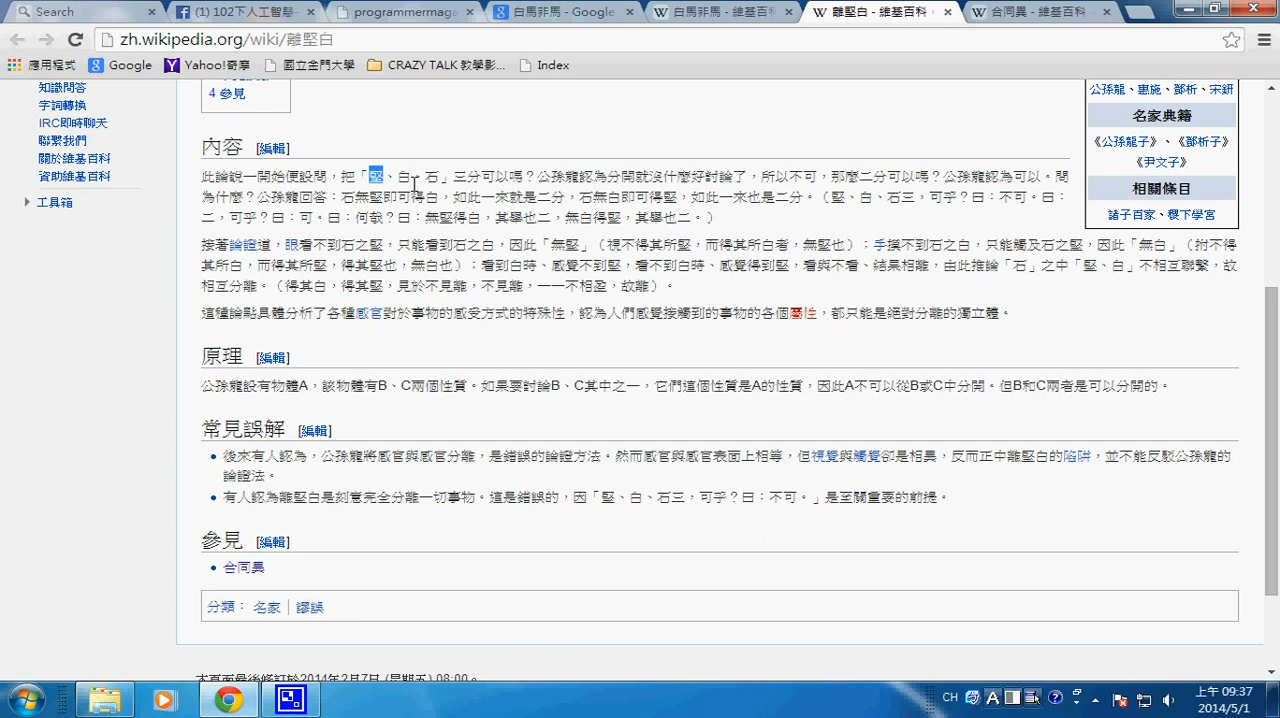 Search
(1) 102下人工智慧 -
programmermaga
白馬非馬 - Google
白馬非馬 - 維基百科
離堅白 - 維基百科
合同異 - 維基百科
zh.wikipedia.org/wiki/離堅白
應用程式
Google
Yahoo!奇摩
國立金門大學
CRAZY TALK 教學影...
Index
知識問答
字詞轉換
IRC即時聊天
聯繫我們
關於維基百科
資助維基百科
工具箱
4 參見
內容 [編輯]
此論說一開始便設問，把「堅、白、石」三分可以嗎？公孫龍認為分開就沒什麼好討論了，所以不可，那麼二分可以嗎？公孫龍認為可以。問
為什麼？公孫龍回答：石無堅即可得白，如此一來就是二分，石無白即可得堅，如此一來也是二分。（堅、白、石三，可乎？曰：不可。曰：
二，可乎？曰：可。曰：何哉？曰：無堅得白，其舉也二，無白得堅，其舉也二。）
接著論證道，眼看不到石之堅，只能看到石之白，因此「無堅」（視不得其所堅，而得其所白者，無堅也）；手摸不到石之白，只能觸及石之堅，因此「無白」（拊不得
其所白，而得其所堅，得其堅也，無白也）；看到白時、感覺不到堅，看不到白時、感覺得到堅，看與不看、結果相離，由此推論「石」之中「堅、白」不相互聯繫，故
相互分離。（得其白，得其堅，見於不見離，不見離，一一不相盈，故離）。
這種論點具體分析了各種感官對於事物的感受方式的特殊性，認為人們感覺接觸到的事物的各個屬性，都只能是絕對分離的獨立體。
原理 [編輯]
公孫龍設有物體A，該物體有B、C兩個性質。如果要討論B、C其中之一，它們這個性質是A的性質，因此A不可以從B或C中分開。但B和C兩者是可以分開的。
常見誤解 [編輯]
後來有人認為，公孫龍將感官與感官分離，是錯誤的論證方法。然而感官與感官表面上相等，但視覺與觸覺卻是相異，反而正中離堅白的陷阱，並不能反駁公孫龍的
論證法。
有人認為離堅白是刻意完全分離一切事物。這是錯誤的，因「堅、白、石三，可乎？曰：不可。」是至關重要的前提。
參見 [編輯]
合同異
分類： 名家 | 謬誤
公孫龍、惠施、鄧析、宋鈃
名家典籍
《公孫龍子》、《鄧析子》
《尹文子》
相關條目
諸子百家、稷下學宮
本頁面最後修訂於2014年2月7日 (星期五) 08:00。
CH
上午 09:37
2014/5/1